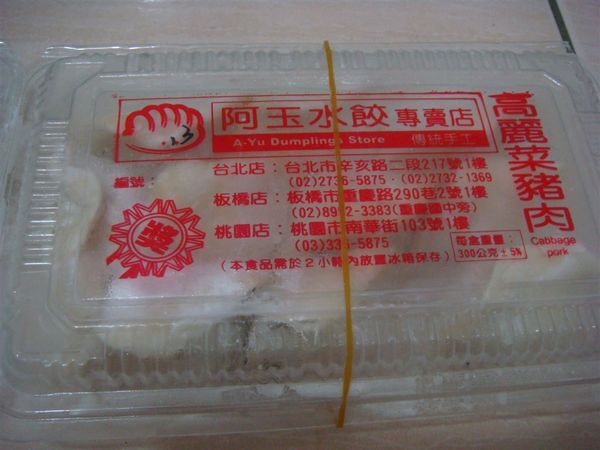 阿玉水餃專賣店
A-Yu Dumplings Store 傳統手工
高麗菜豬肉
Cabbage
pork
編號：
.3
台北店：台北市辛亥路二段217號1樓
(02)2736-5875．(02)2732-1369
板橋店：板橋市重慶路290巷2號1樓
(02)8952-3383(重慶國中旁)
桃園店：桃園市南華街103號1樓
(03)336-5875
獎
每盒重量：
300公克±5%
(本食品需於2小時內放置冰箱保存)